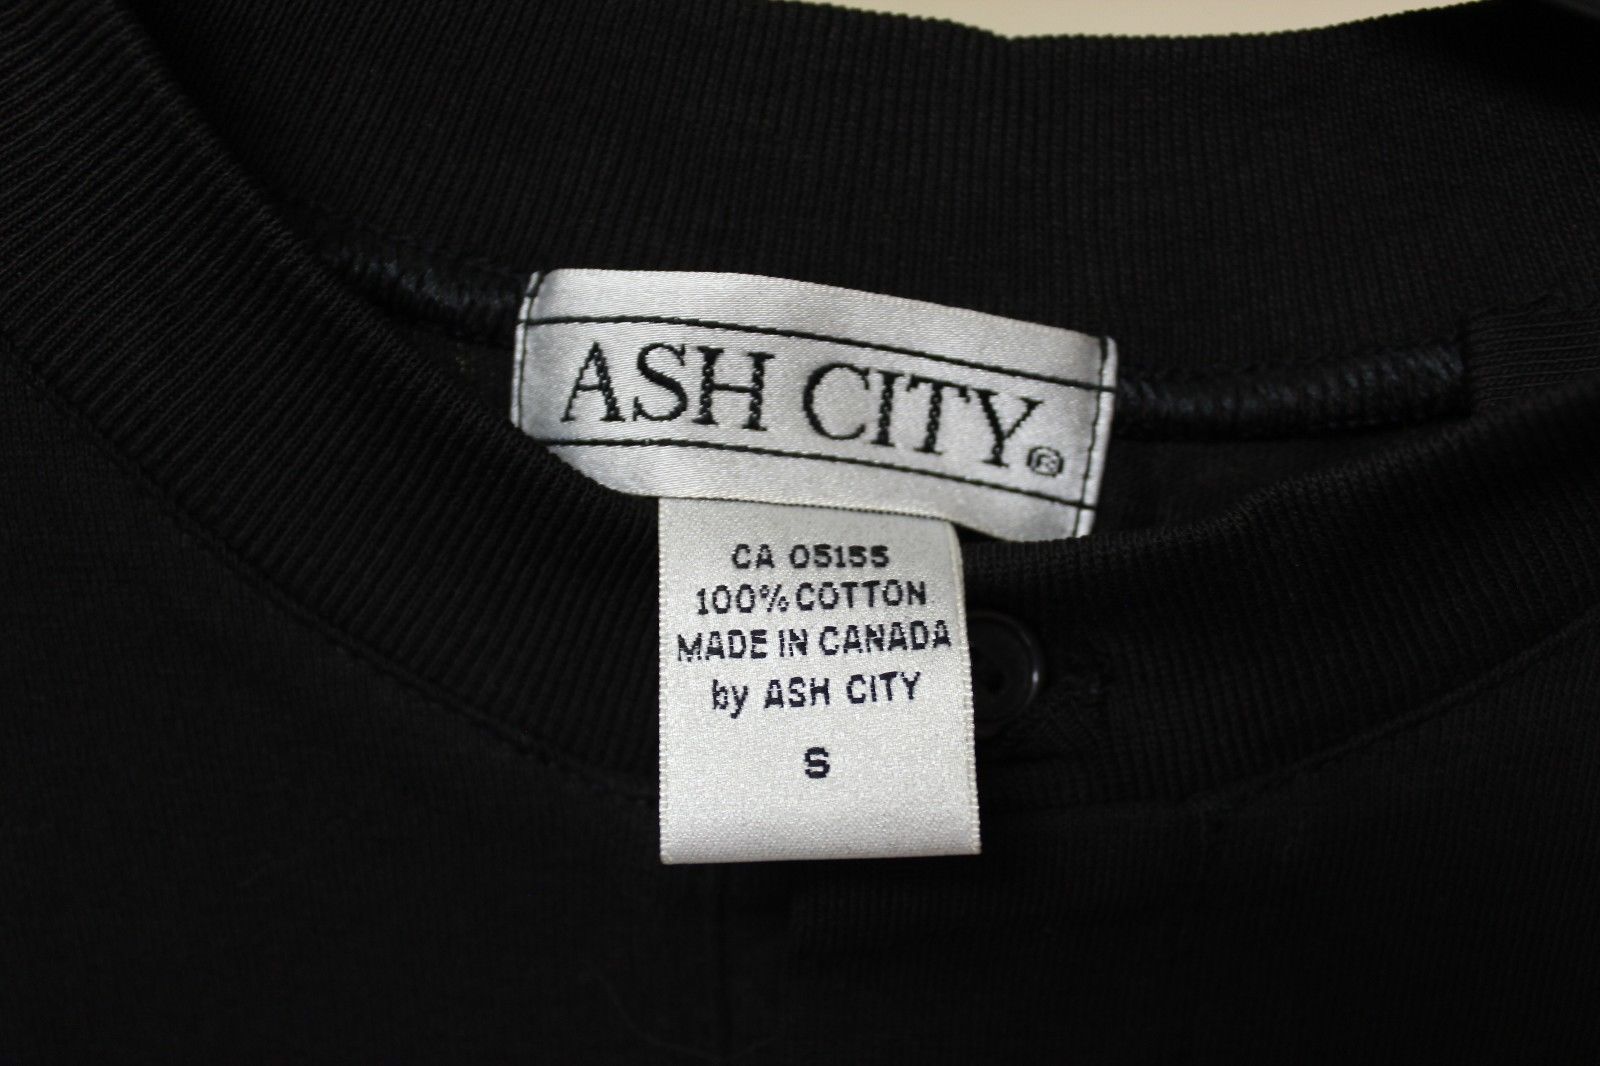 ASH CITY®
CA 05155
100% COTTON
MADE IN CANADA
by ASH CITY
S